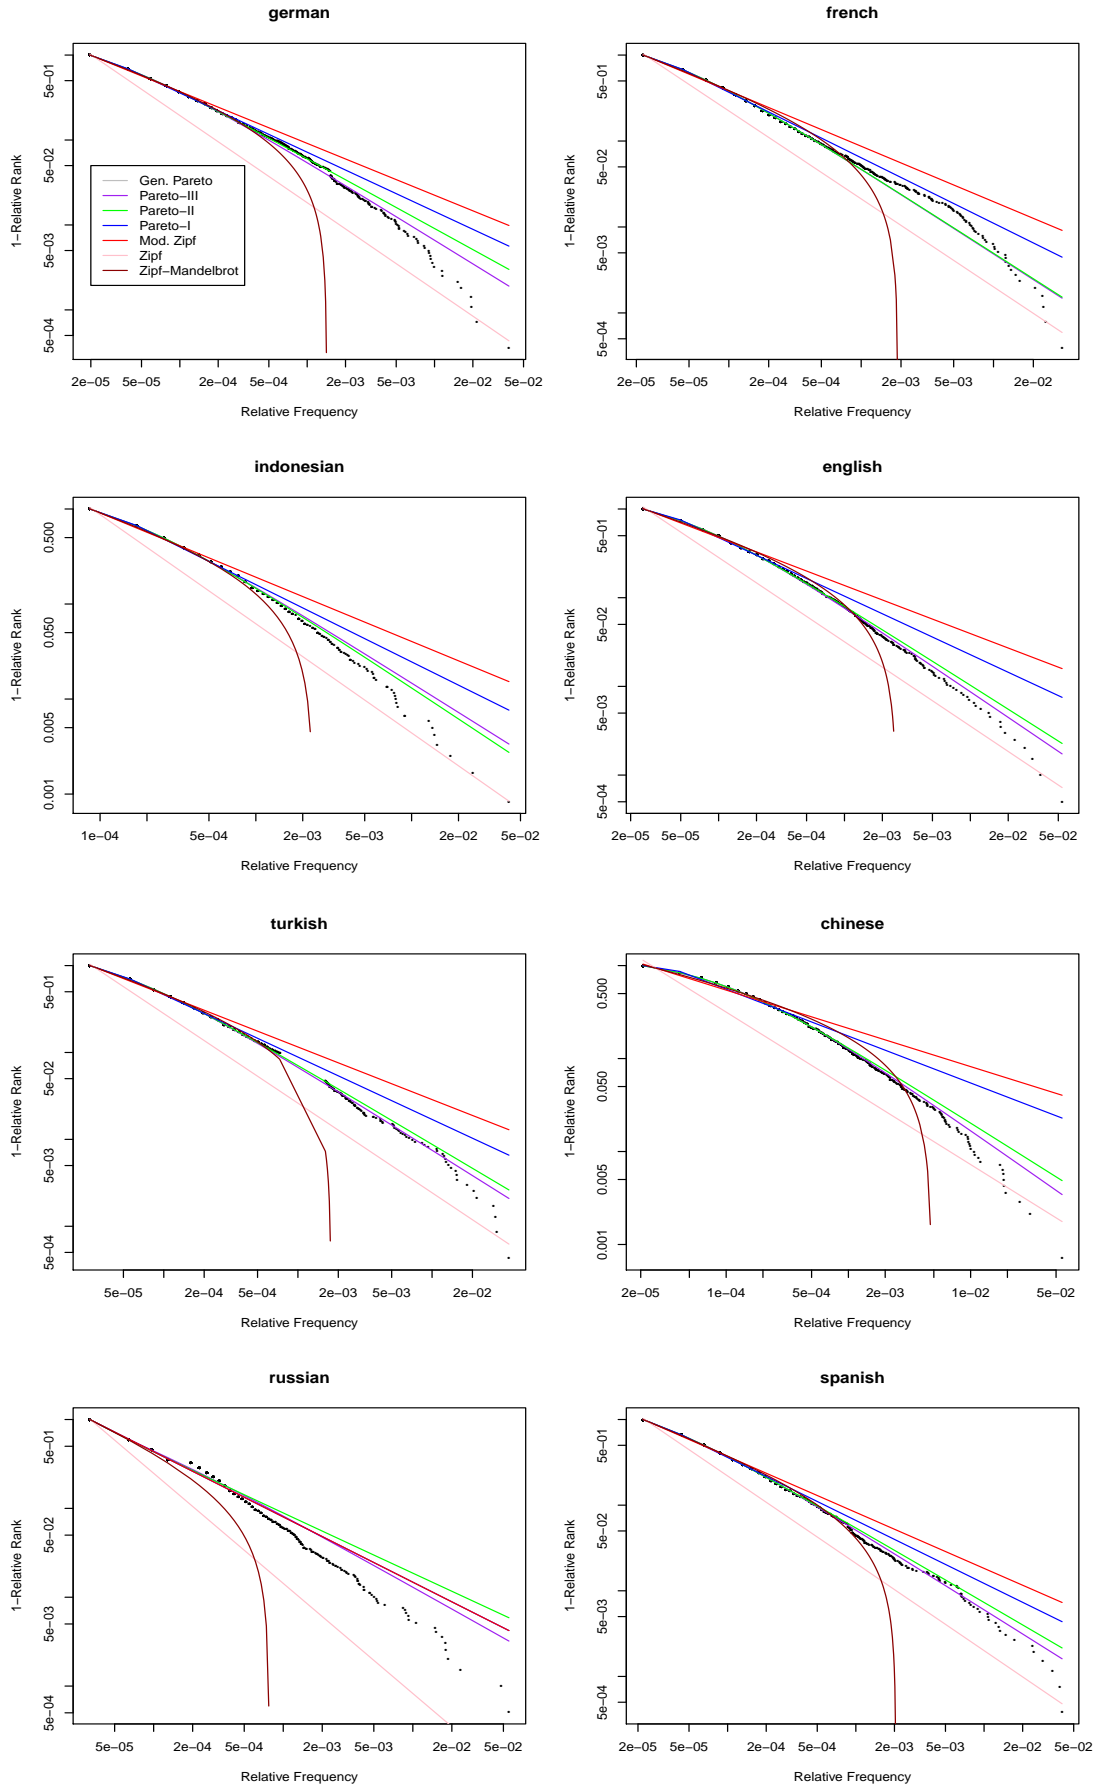 german
5e−01
5e−02
5e−03
5e−04
1−Relative Rank
Gen. Pareto
Pareto−III
Pareto−II
Pareto−I
Mod. Zipf
Zipf
Zipf−Mandelbrot
2e−05 5e−05 2e−04 5e−04 2e−03 5e−03 2e−02 5e−02
Relative Frequency
french
5e−01
5e−02
5e−03
5e−04
1−Relative Rank
2e−05 5e−05 2e−04 5e−04 2e−03 5e−03 2e−02
Relative Frequency
indonesian
0.500
0.050
0.005
0.001
1−Relative Rank
1e−04 5e−04 2e−03 5e−03 2e−02 5e−02
Relative Frequency
english
5e−01
5e−02
5e−03
5e−04
1−Relative Rank
2e−05 5e−05 2e−04 5e−04 2e−03 5e−03 2e−02 5e−02
Relative Frequency
turkish
5e−01
5e−02
5e−03
5e−04
1−Relative Rank
5e−05 2e−04 5e−04 2e−03 5e−03 2e−02
Relative Frequency
chinese
0.500
0.050
0.005
0.001
1−Relative Rank
2e−05 1e−04 5e−04 2e−03 1e−02 5e−02
Relative Frequency
russian
5e−01
5e−02
5e−03
5e−04
1−Relative Rank
5e−05 2e−04 5e−04 2e−03 5e−03 2e−02 5e−02
Relative Frequency
spanish
5e−01
5e−02
5e−03
5e−04
1−Relative Rank
2e−05 5e−05 2e−04 5e−04 2e−03 5e−03 2e−02 5e−02
Relative Frequency